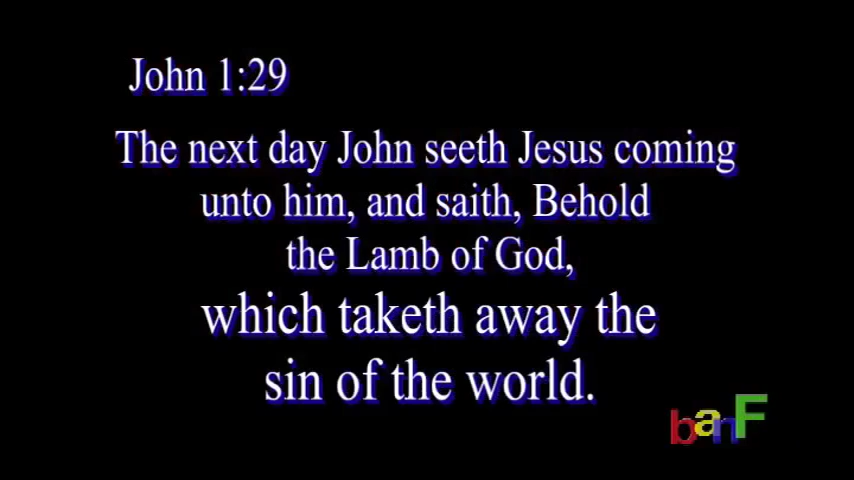 John 1:29
The next day John seeth Jesus coming
unto him, and saith, Behold
the Lamb of God,
which taketh away the
sin of the world.
banF